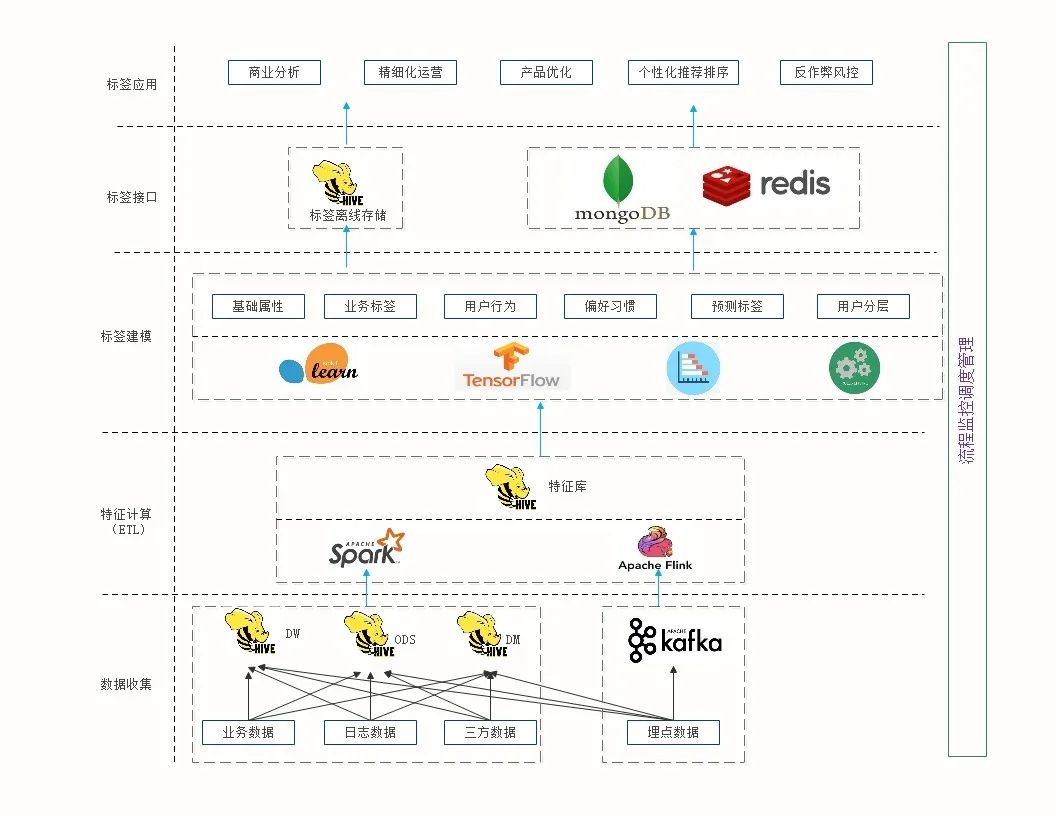 标签应用
商业分析
精细化运营
产品优化
个性化推荐排序
反作弊风控
标签接口
HIVE
标签离线存储
mongoDB
redis
标签建模
基础属性
业务标签
用户行为
偏好习惯
预测标签
用户分层
learn
TensorFlow
流程监控调度管理
特征计算
（ETL）
HIVE
特征库
APACHE
Spark
Apache Flink
数据收集
HIVE
DW
HIVE
ODS
HIVE
DM
APACHE
kafka
业务数据
日志数据
三方数据
埋点数据